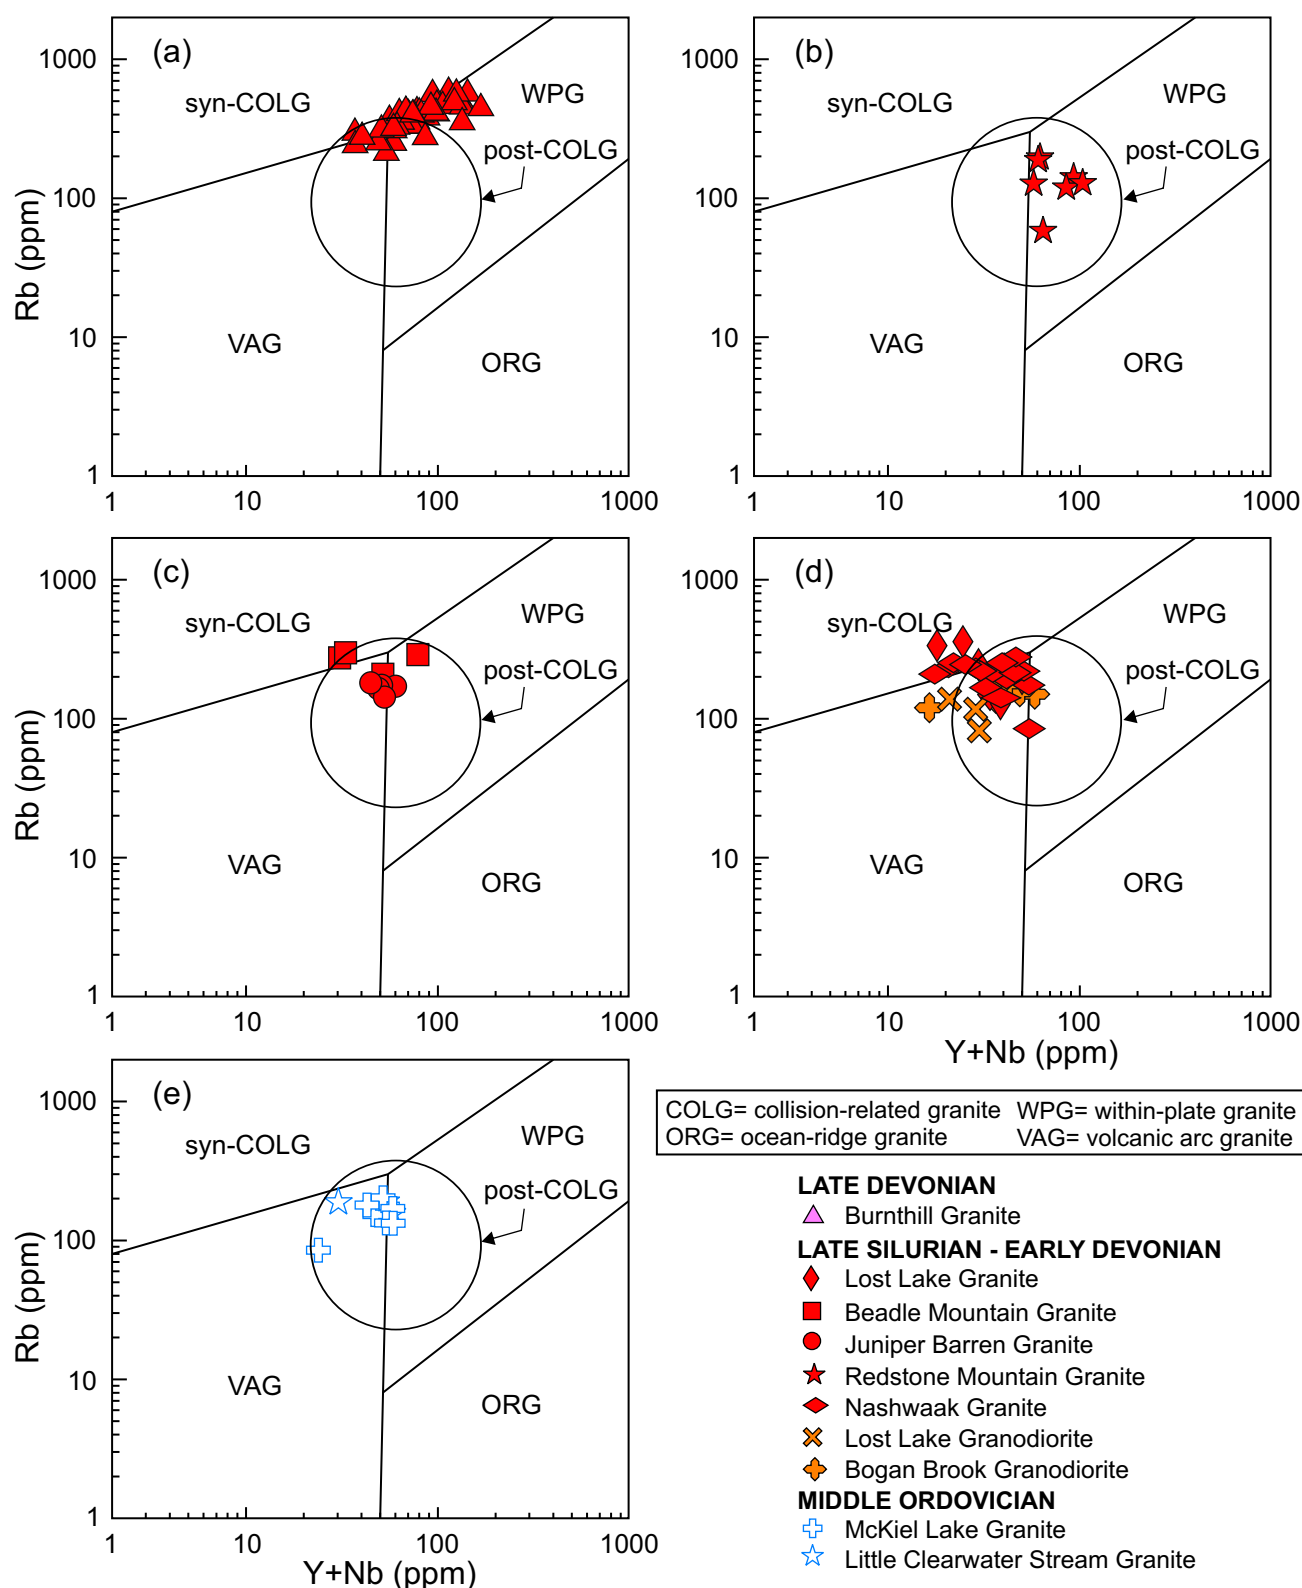 (a)
syn-COLG
WPG
post-COLG
VAG
ORG
Rb (ppm)
1000
100
10
1
1 10 100 1000
(b)
syn-COLG
WPG
post-COLG
VAG
ORG
1000
100
10
1
1 10 100 1000
(c)
syn-COLG
WPG
post-COLG
VAG
ORG
Rb (ppm)
1000
100
10
1
1 10 100 1000
(d)
syn-COLG
WPG
post-COLG
VAG
ORG
1000
100
10
1
1 10 100 1000
Y+Nb (ppm)
(e)
syn-COLG
WPG
post-COLG
VAG
ORG
Rb (ppm)
1000
100
10
1
1 10 100 1000
Y+Nb (ppm)
COLG= collision-related granite WPG= within-plate granite
ORG= ocean-ridge granite VAG= volcanic arc granite
LATE DEVONIAN
Burnthill Granite
LATE SILURIAN - EARLY DEVONIAN
Lost Lake Granite
Beadle Mountain Granite
Juniper Barren Granite
Redstone Mountain Granite
Nashwaak Granite
Lost Lake Granodiorite
Bogan Brook Granodiorite
MIDDLE ORDOVICIAN
McKiel Lake Granite
Little Clearwater Stream Granite